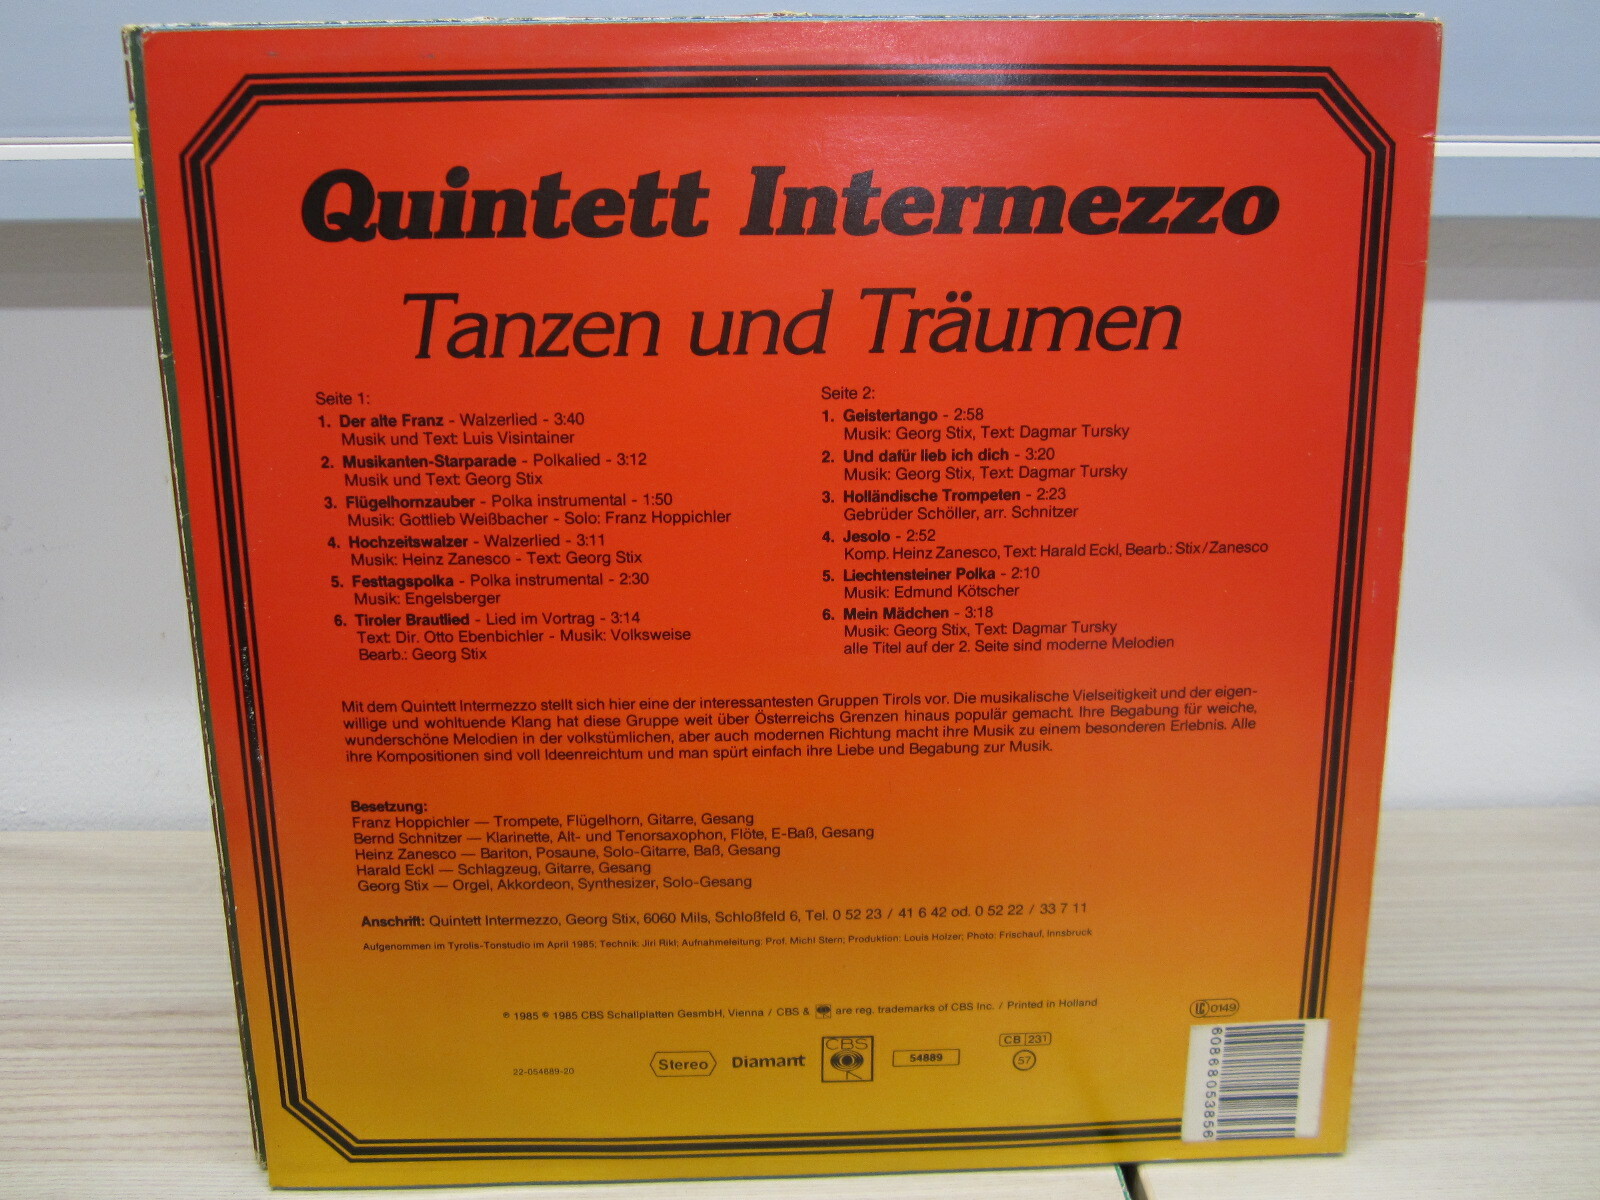 Quintett Intermezzo
Tanzen und Träumen
Seite 1:
1. Der alte Franz - Walzerlied - 3:40
Musik und Text: Luis Visintainer
2. Musikanten-Starparade - Polkalied - 3:12
Musik und Text: Georg Stix
3. Flügelhornzauber - Polka instrumental - 1:50
Musik: Gottlieb Weißbacher - Solo: Franz Hoppichler
4. Hochzeitswalzer - Walzerlied - 3:11
Musik: Heinz Zanesco - Text: Georg Stix
5. Festtagspolka - Polka instrumental - 2:30
Musik: Engelsberger
6. Tiroler Brautlied - Lied im Vortrag - 3:14
Text: Dir. Otto Ebenbichler - Musik: Volksweise
Bearb.: Georg Stix
Seite 2:
1. Geistertango - 2:58
Musik: Georg Stix, Text: Dagmar Tursky
2. Und dafür lieb ich dich - 3:20
Musik: Georg Stix, Text: Dagmar Tursky
3. Holländische Trompeten - 2:23
Gebrüder Schöller, arr. Schnitzer
4. Jesolo - 2:52
Komp. Heinz Zanesco, Text: Harald Eckl, Bearb.: Stix/Zanesco
5. Liechtensteiner Polka - 2:10
Musik: Edmund Kötscher
6. Mein Mädchen - 3:18
Musik: Georg Stix, Text: Dagmar Tursky
alle Titel auf der 2. Seite sind moderne Melodien
Mit dem Quintett Intermezzo stellt sich hier eine der interessantesten Gruppen Tirols vor. Die musikalische Vielseitigkeit und der eigen-
willige und wohltuende Klang hat diese Gruppe weit über Österreichs Grenzen hinaus populär gemacht. Ihre Begabung für weiche,
wunderschöne Melodien in der volkstümlichen, aber auch modernen Richtung macht ihre Musik zu einem besonderen Erlebnis. Alle
ihre Kompositionen sind voll Ideenreichtum und man spürt einfach ihre Liebe und Begabung zur Musik.
Besetzung:
Franz Hoppichler — Trompete, Flügelhorn, Gitarre, Gesang
Bernd Schnitzer — Klarinette, Alt- und Tenorsaxophon, Flöte, E-Baß, Gesang
Heinz Zanesco — Bariton, Posaune, Solo-Gitarre, Baß, Gesang
Harald Eckl — Schlagzeug, Gitarre, Gesang
Georg Stix — Orgel, Akkordeon, Synthesizer, Solo-Gesang
Anschrift: Quintett Intermezzo, Georg Stix, 6060 Mils, Schloßfeld 6, Tel. 0 52 23 / 41 6 42 od. 0 52 22 / 33 7 11
Aufgenommen im Tyrolis-Tonstudio im April 1985; Technik: Jiri Rikl; Aufnahmeleitung: Prof. Michl Stern; Produktion: Louis Holzer; Photo: Frischauf, Innsbruck
℗ 1985 © 1985 CBS Schallplatten GesmbH, Vienna / CBS & are reg. trademarks of CBS Inc. / Printed in Holland
LC 0149
22-054889-20
Stereo Diamant CBS 54889
CB 231
57
60868053856